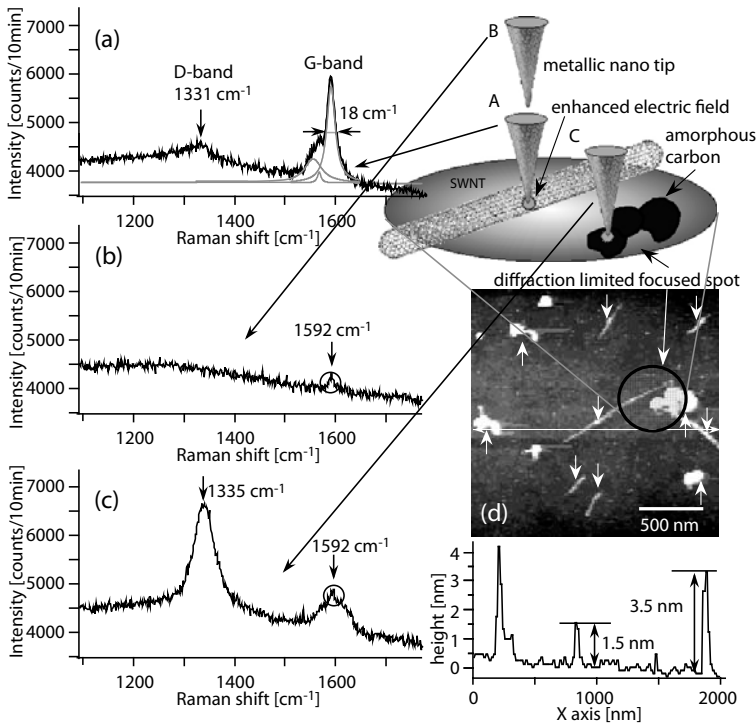 (a)
Intensity [counts/10min]
7000
6000
5000
4000
D-band
1331 cm-1
G-band
18 cm-1
1200
1400
1600
Raman shift [cm-1]
B
metallic nano tip
A
enhanced electric field
C
amorphous
carbon
SWNT
diffraction limited focused spot
(b)
Intensity [counts/10min]
7000
6000
5000
4000
1592 cm-1
1200
1400
1600
Raman shift [cm-1]
(c)
Intensity [counts/10min]
7000
6000
5000
4000
1335 cm-1
1592 cm-1
1200
1400
1600
Raman shift [cm-1]
(d)
500 nm
height [nm]
4
3
2
1
0
1.5 nm
3.5 nm
0
1000
2000
X axis [nm]